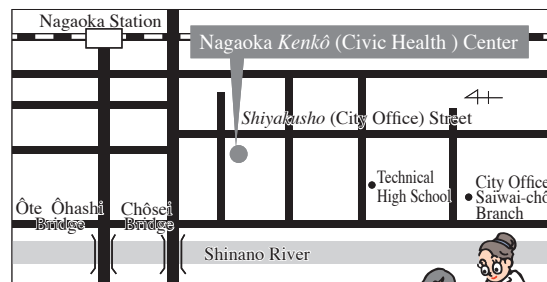 Nagaoka Station
Nagaoka Kenkô (Civic Health ) Center
Shiyakusho (City Office) Street
Technical
High School
City Office
Saiwai-chô
Branch
Ôte Ôhashi
Bridge
Chôsei
Bridge
Shinano River